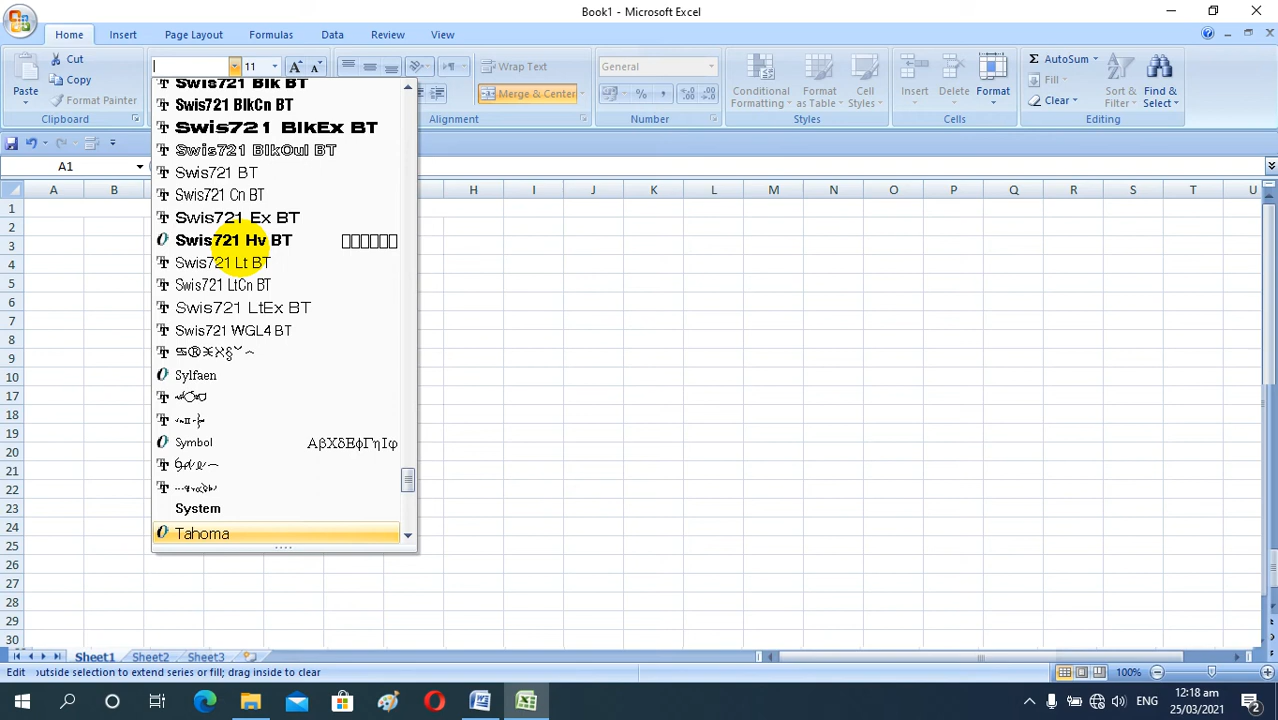 Book1 - Microsoft Excel
Home Insert Page Layout Formulas Data Review View
Paste
Cut
Copy
Format Painter
Clipboard
11
Wrap Text
Merge & Center
Alignment
General
Number
Conditional Formatting
Format as Table
Cell Styles
Styles
Insert Delete Format
Cells
AutoSum
Fill
Clear
Sort & Filter
Find & Select
Editing
A1
A B H I J K L M N O P Q R S T U
Swis721 Blk BT
Swis721 BlkCn BT
Swis721 BlkEx BT
Swis721 BlkOul BT
Swis721 BT
Swis721 Cn BT
Swis721 Ex BT
Swis721 Hv BT
Swis721 Lt BT
Swis721 LtCn BT
Swis721 LtEx BT
Swis721 WGL4 BT
Sylfaen
Symbol ΑβΧδΕφΓηΙφ
System
Tahoma
1
2
3
4
5
6
7
8
9
10
17
18
19
20
21
22
23
24
25
26
27
28
29
30
Sheet1 Sheet2 Sheet3
Edit outside selection to extend series or fill; drag inside to clear
100%
ENG
12:18 am
25/03/2021
2